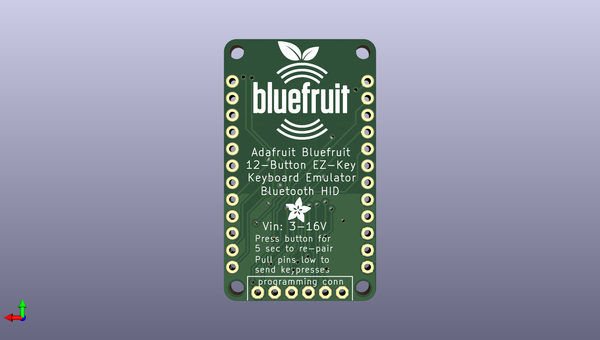 bluefruit
Adafruit Bluefruit
12-Button EZ-Key
Keyboard Emulator
Bluetooth HID
Vin: 3-16V
Press button for
5 sec to re-pair
Pull pins low to
send keypresses
programming conn